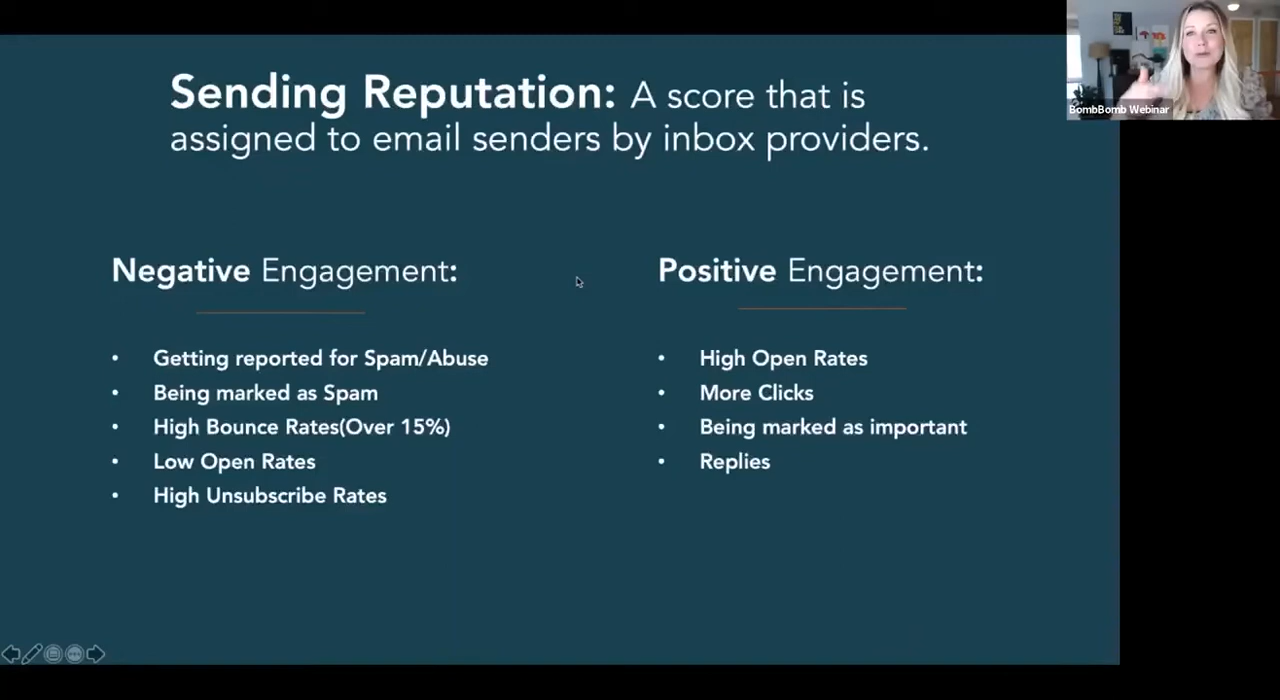 Sending Reputation: A score that is
assigned to email senders by inbox providers.
BombBomb Webinar
Negative Engagement:
Positive Engagement:
• Getting reported for Spam/Abuse
• Being marked as Spam
• High Bounce Rates(Over 15%)
• Low Open Rates
• High Unsubscribe Rates
• High Open Rates
• More Clicks
• Being marked as important
• Replies